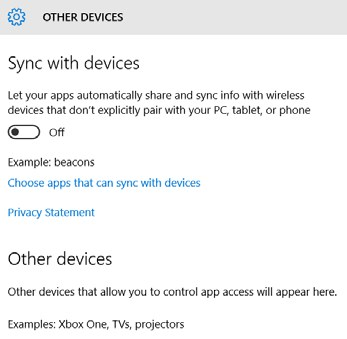 OTHER DEVICES
Sync with devices
Let your apps automatically share and sync info with wireless
devices that don't explicitly pair with your PC, tablet, or phone
Off
Example: beacons
Choose apps that can sync with devices
Privacy Statement
Other devices
Other devices that allow you to control app access will appear here.
Examples: Xbox One, TVs, projectors